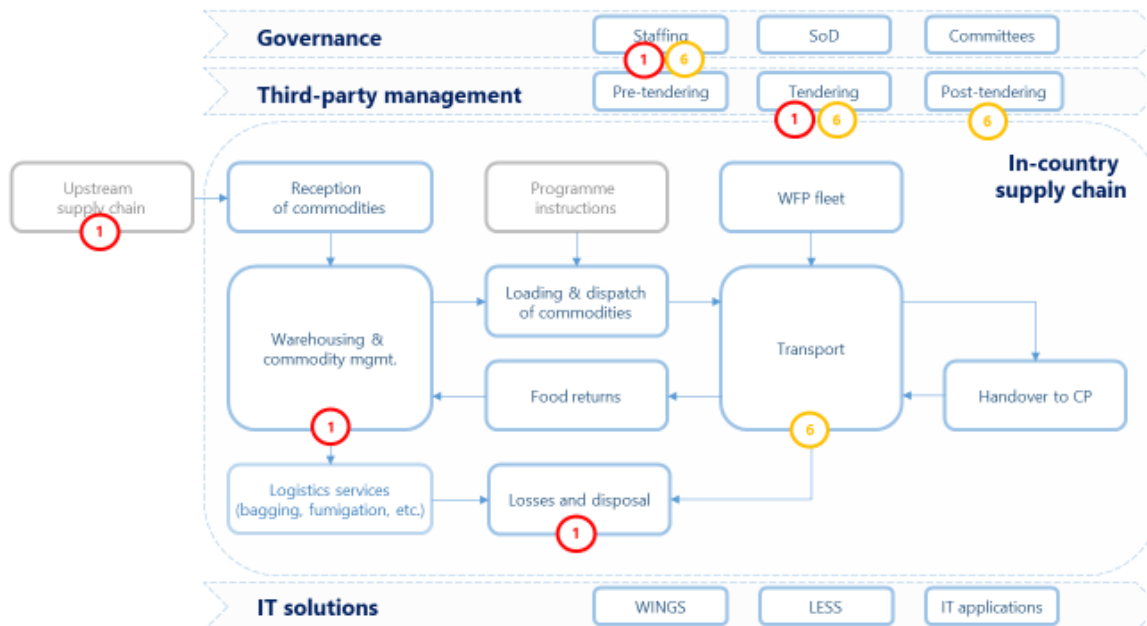 Governance
Staffing
SoD
Committees
1
6
Third-party management
Pre-tendering
Tendering
Post-tendering
1
6
6
In-country
supply chain
Upstream
supply chain
1
Reception
of commodities
Programme
instructions
WFP fleet
Warehousing &
commodity mgmt.
1
Loading & dispatch
of commodities
Transport
6
Food returns
Handover to CP
Logistics services
(bagging, fumigation, etc.)
Losses and disposal
1
IT solutions
WINGS
LESS
IT applications